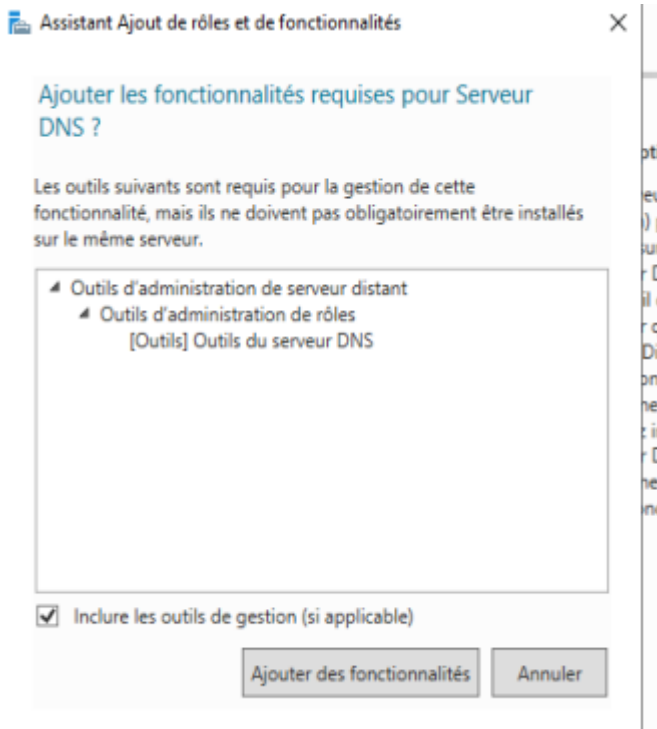 Assistant Ajout de rôles et de fonctionnalités
Ajouter les fonctionnalités requises pour Serveur
DNS ?
Les outils suivants sont requis pour la gestion de cette
fonctionnalité, mais ils ne doivent pas obligatoirement être installés
sur le même serveur.
Outils d'administration de serveur distant
Outils d'administration de rôles
[Outils] Outils du serveur DNS
Inclure les outils de gestion (si applicable)
Ajouter des fonctionnalités
Annuler